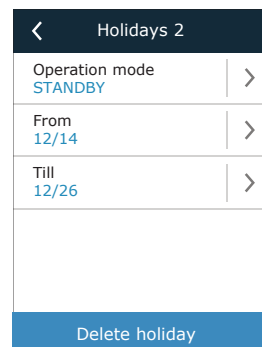 Holidays 2
Operation mode
STANDBY
From
12/14
Till
12/26
Delete holiday